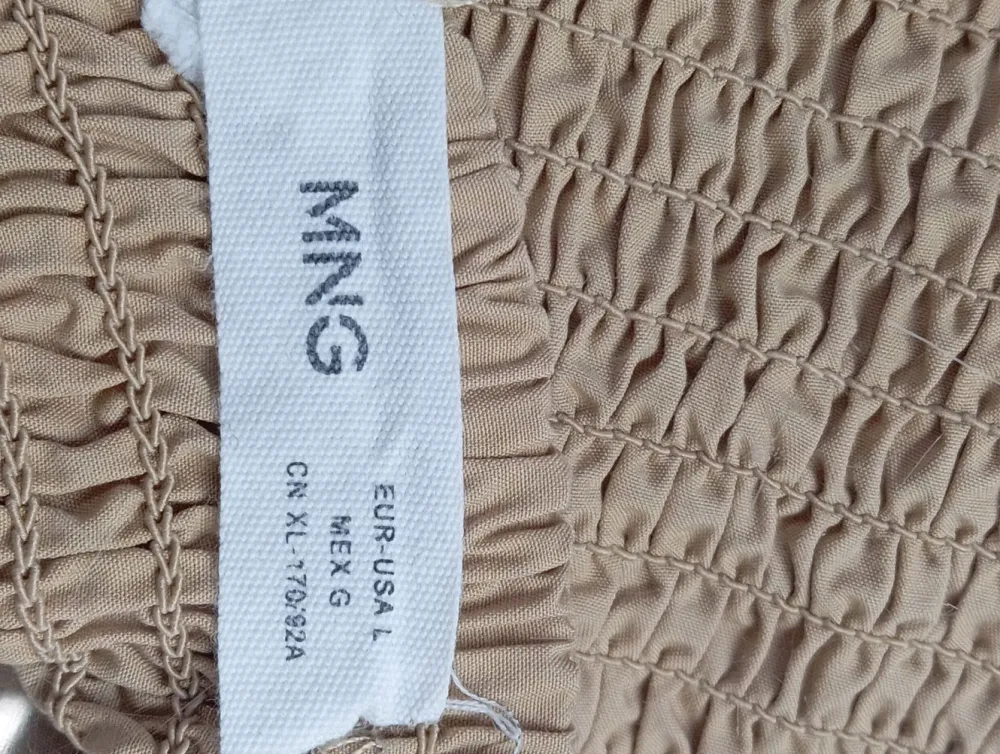 MNG
EUR-USA L
MEX G
CN XL-170/92A